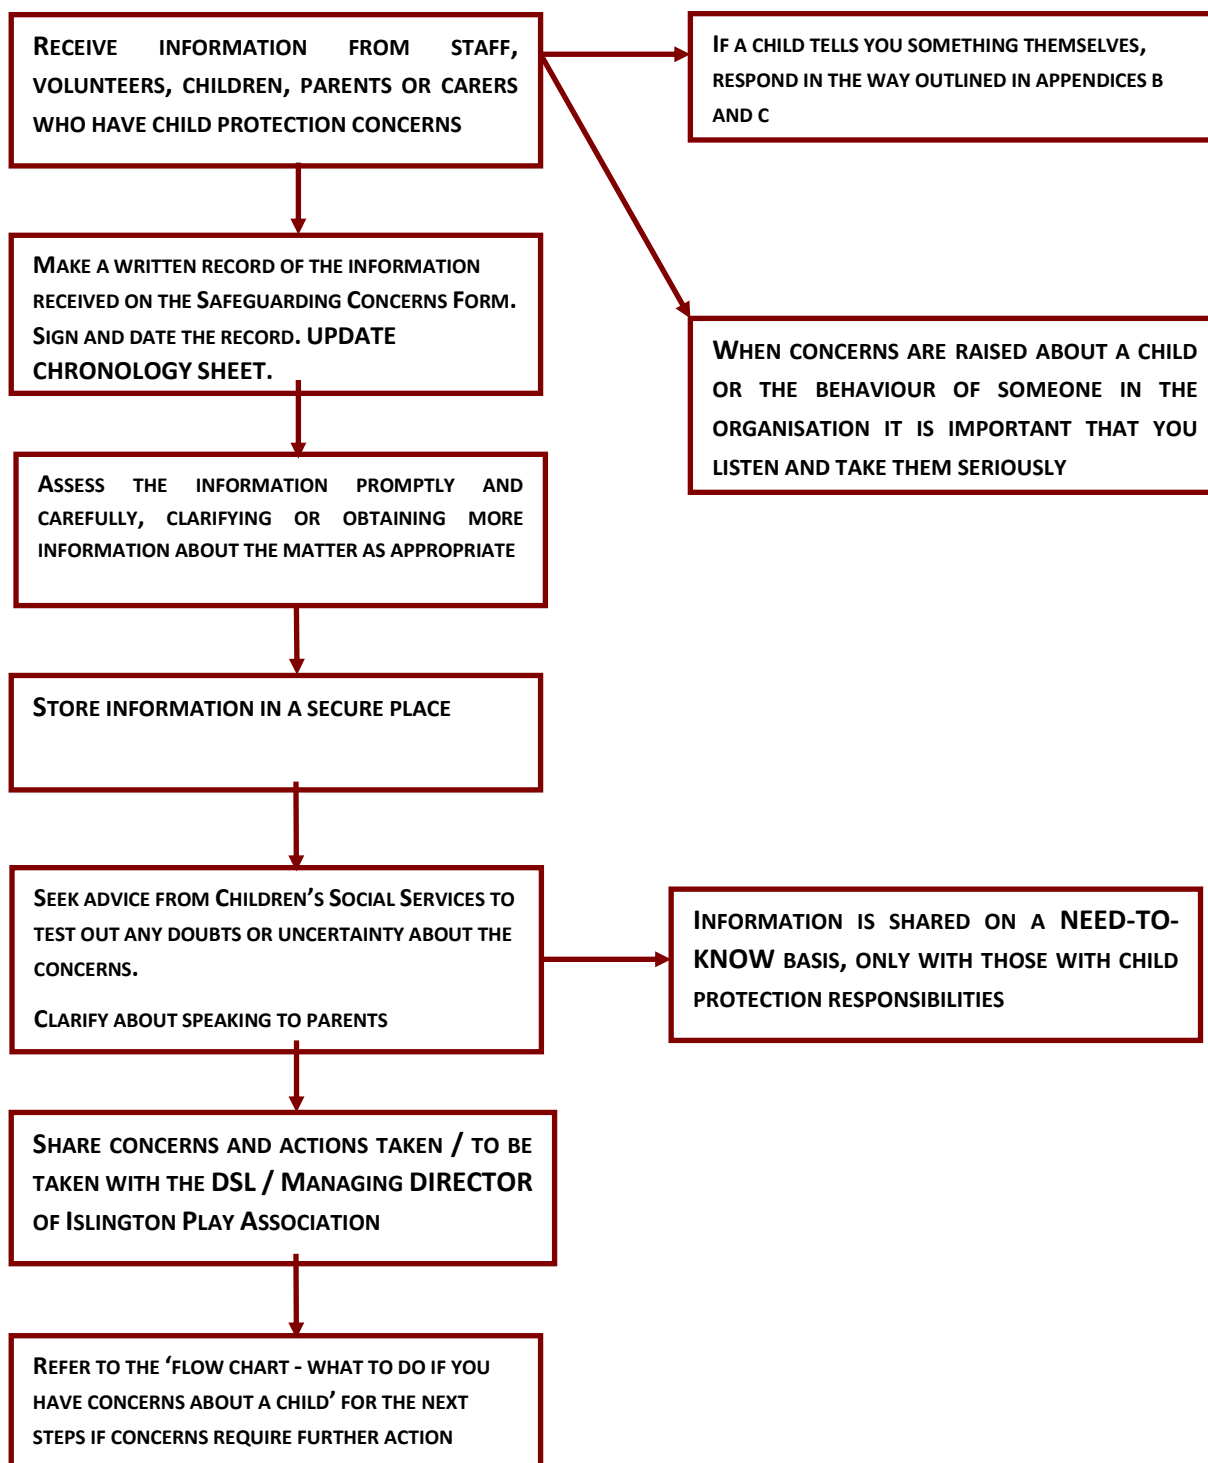 RECEIVE INFORMATION FROM STAFF,
VOLUNTEERS, CHILDREN, PARENTS OR CARERS
WHO HAVE CHILD PROTECTION CONCERNS
IF A CHILD TELLS YOU SOMETHING THEMSELVES,
RESPOND IN THE WAY OUTLINED IN APPENDICES B
AND C
MAKE A WRITTEN RECORD OF THE INFORMATION
RECEIVED ON THE SAFEGUARDING CONCERNS FORM.
SIGN AND DATE THE RECORD. UPDATE
CHRONOLOGY SHEET.
WHEN CONCERNS ARE RAISED ABOUT A CHILD
OR THE BEHAVIOUR OF SOMEONE IN THE
ORGANISATION IT IS IMPORTANT THAT YOU
LISTEN AND TAKE THEM SERIOUSLY
ASSESS THE INFORMATION PROMPTLY AND
CAREFULLY, CLARIFYING OR OBTAINING MORE
INFORMATION ABOUT THE MATTER AS APPROPRIATE
STORE INFORMATION IN A SECURE PLACE
SEEK ADVICE FROM CHILDREN'S SOCIAL SERVICES TO
TEST OUT ANY DOUBTS OR UNCERTAINTY ABOUT THE
CONCERNS.
CLARIFY ABOUT SPEAKING TO PARENTS
INFORMATION IS SHARED ON A NEED-TO-
KNOW BASIS, ONLY WITH THOSE WITH CHILD
PROTECTION RESPONSIBILITIES
SHARE CONCERNS AND ACTIONS TAKEN / TO BE
TAKEN WITH THE DSL / MANAGING DIRECTOR
OF ISLINGTON PLAY ASSOCIATION
REFER TO THE 'FLOW CHART - WHAT TO DO IF YOU
HAVE CONCERNS ABOUT A CHILD' FOR THE NEXT
STEPS IF CONCERNS REQUIRE FURTHER ACTION